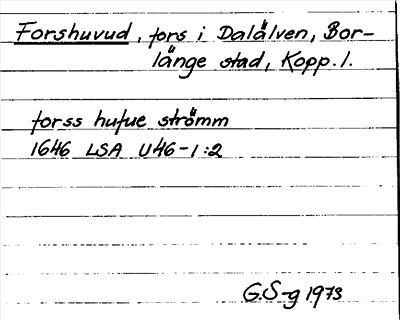 Forshuvud, fors i Dalälven, Bor-
länge stad, Kopp. l.
forss hufue strömm
1646 LSA U46-1:2
G.S-g 1973